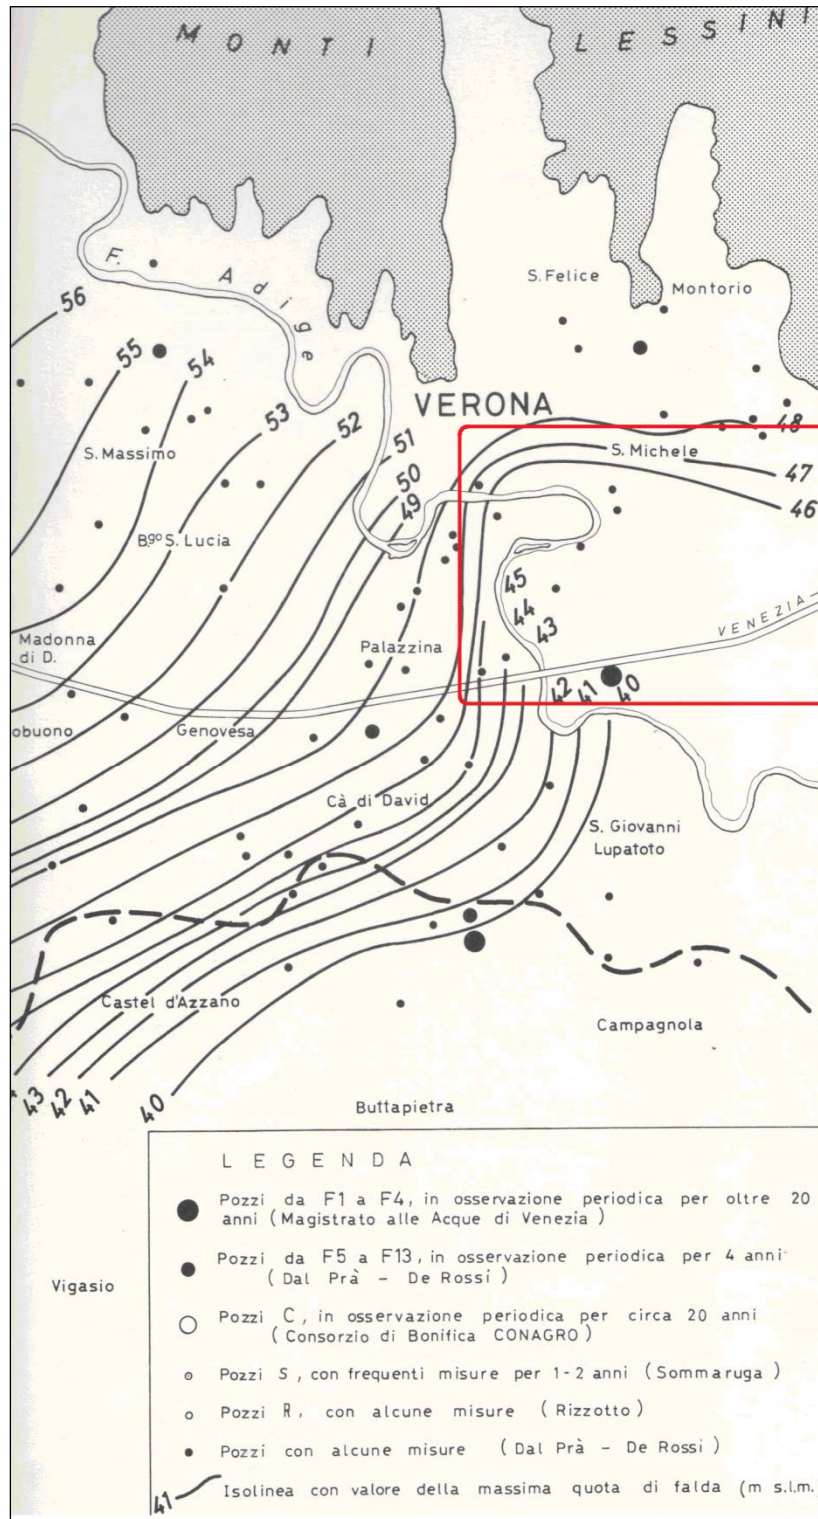 MONTI LESSINI
F. Adige
S. Felice
Montorio
56
55
54
VERONA
53
52
48
S. Massimo
51
S. Michele
50
47
49
46
Bgo S. Lucia
45
44
43
VENEZIA
Madonna
di D.
Palazzina
42
41
40
obuono
Genovesa
Cà di David
S. Giovanni
Lupatoto
Castel d'Azzano
Campagnola
43
42
41
40
Buttapietra
LEGENDA
Pozzi da F1 a F4, in osservazione periodica per oltre 20
anni (Magistrato alle Acque di Venezia)
Pozzi da F5 a F13, in osservazione periodica per 4 anni
(Dal Prà - De Rossi)
Vigasio
Pozzi C, in osservazione periodica per circa 20 anni
(Consorzio di Bonifica CONAGRO)
Pozzi S, con frequenti misure per 1-2 anni (Sommaruga)
Pozzi R, con alcune misure (Rizzotto)
Pozzi con alcune misure (Dal Prà - De Rossi)
41 Isolinea con valore della massima quota di falda (m s.l.m.